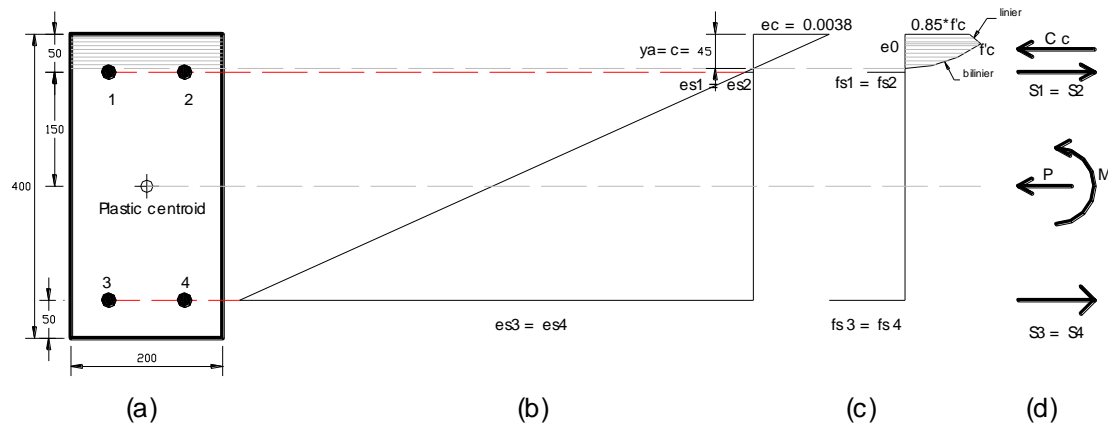 ec = 0.0038
0.85*f'c
linier
50
ya= c= 45
e0
f'c
C c
bilinier
es1 = es2
fs1 = fs2
S1 = S2
1
2
150
400
P
M
Plastic centroid
3
4
50
es3 = es4
fs 3 = fs 4
S3 = S4
200
(a)
(b)
(c)
(d)